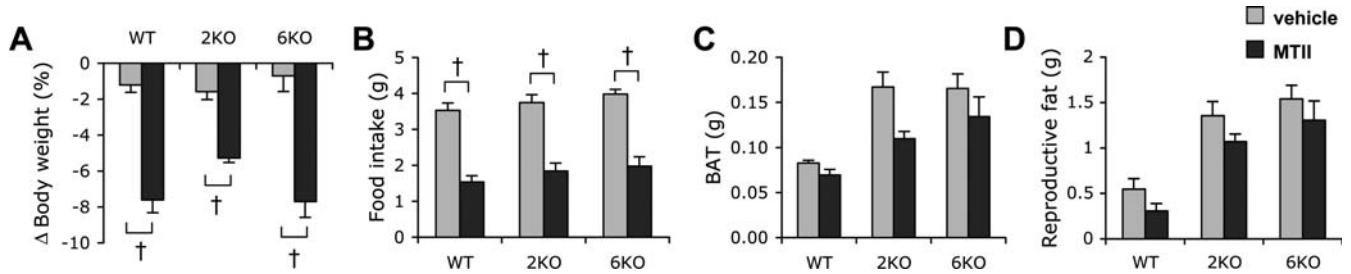 A
WT 2KO 6KO
Δ Body weight (%)
0
-2
-4
-6
-8
-10
†
†
†
B
Food intake (g)
5
4
3
2
1
0
† † †
WT 2KO 6KO
C
BAT (g)
0.20
0.15
0.10
0.05
0.00
WT 2KO 6KO
vehicle
MTII
D
Reproductive fat (g)
2
1.5
1
0.5
0
WT 2KO 6KO